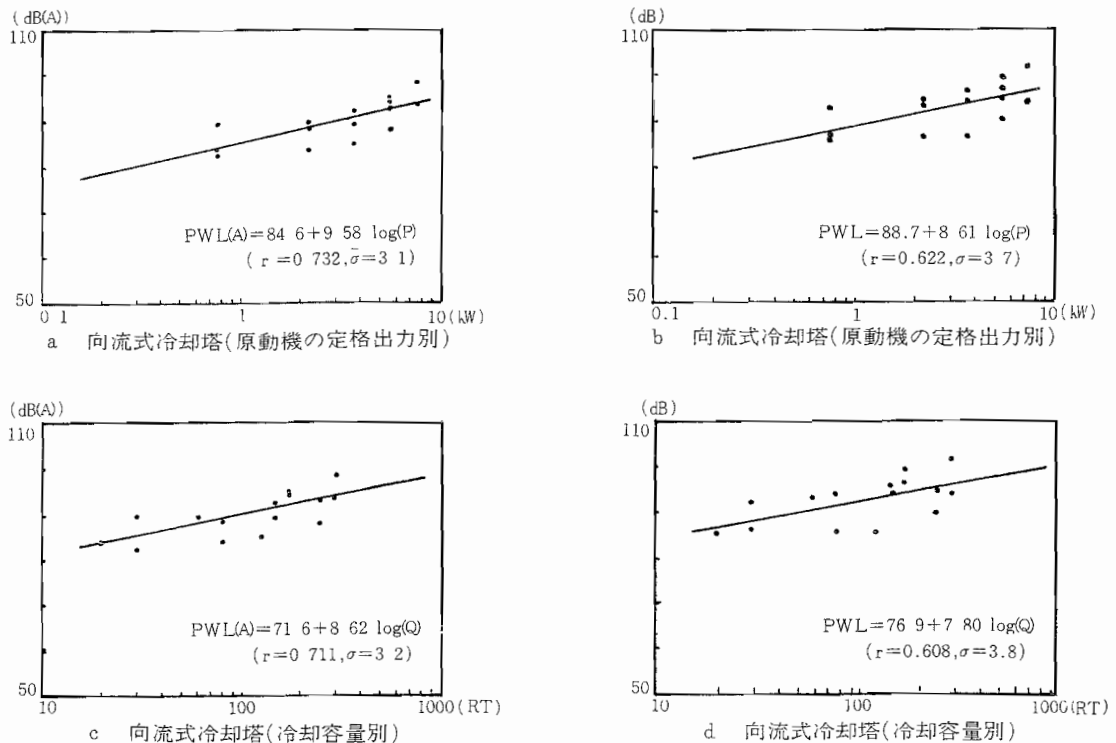 (dB(A))
110
PWL(A)=84 6+9 58 log(P)
( r =0 732,σ̄=3 1)
50
0 1 1 10(kW)
a 向流式冷却塔(原動機の定格出力別)
(dB)
110
PWL=88.7+8 61 log(P)
(r=0.622,σ=3 7)
50
0.1 1 10(kW)
b 向流式冷却塔(原動機の定格出力別)
(dB(A))
110
PWL(A)=71 6+8 62 log(Q)
(r=0 711,σ=3 2)
50
10 100 1000(RT)
c 向流式冷却塔(冷却容量別)
(dB)
110
PWL=76 9+7 80 log(Q)
(r=0.608,σ=3.8)
50
10 100 1000(RT)
d 向流式冷却塔(冷却容量別)